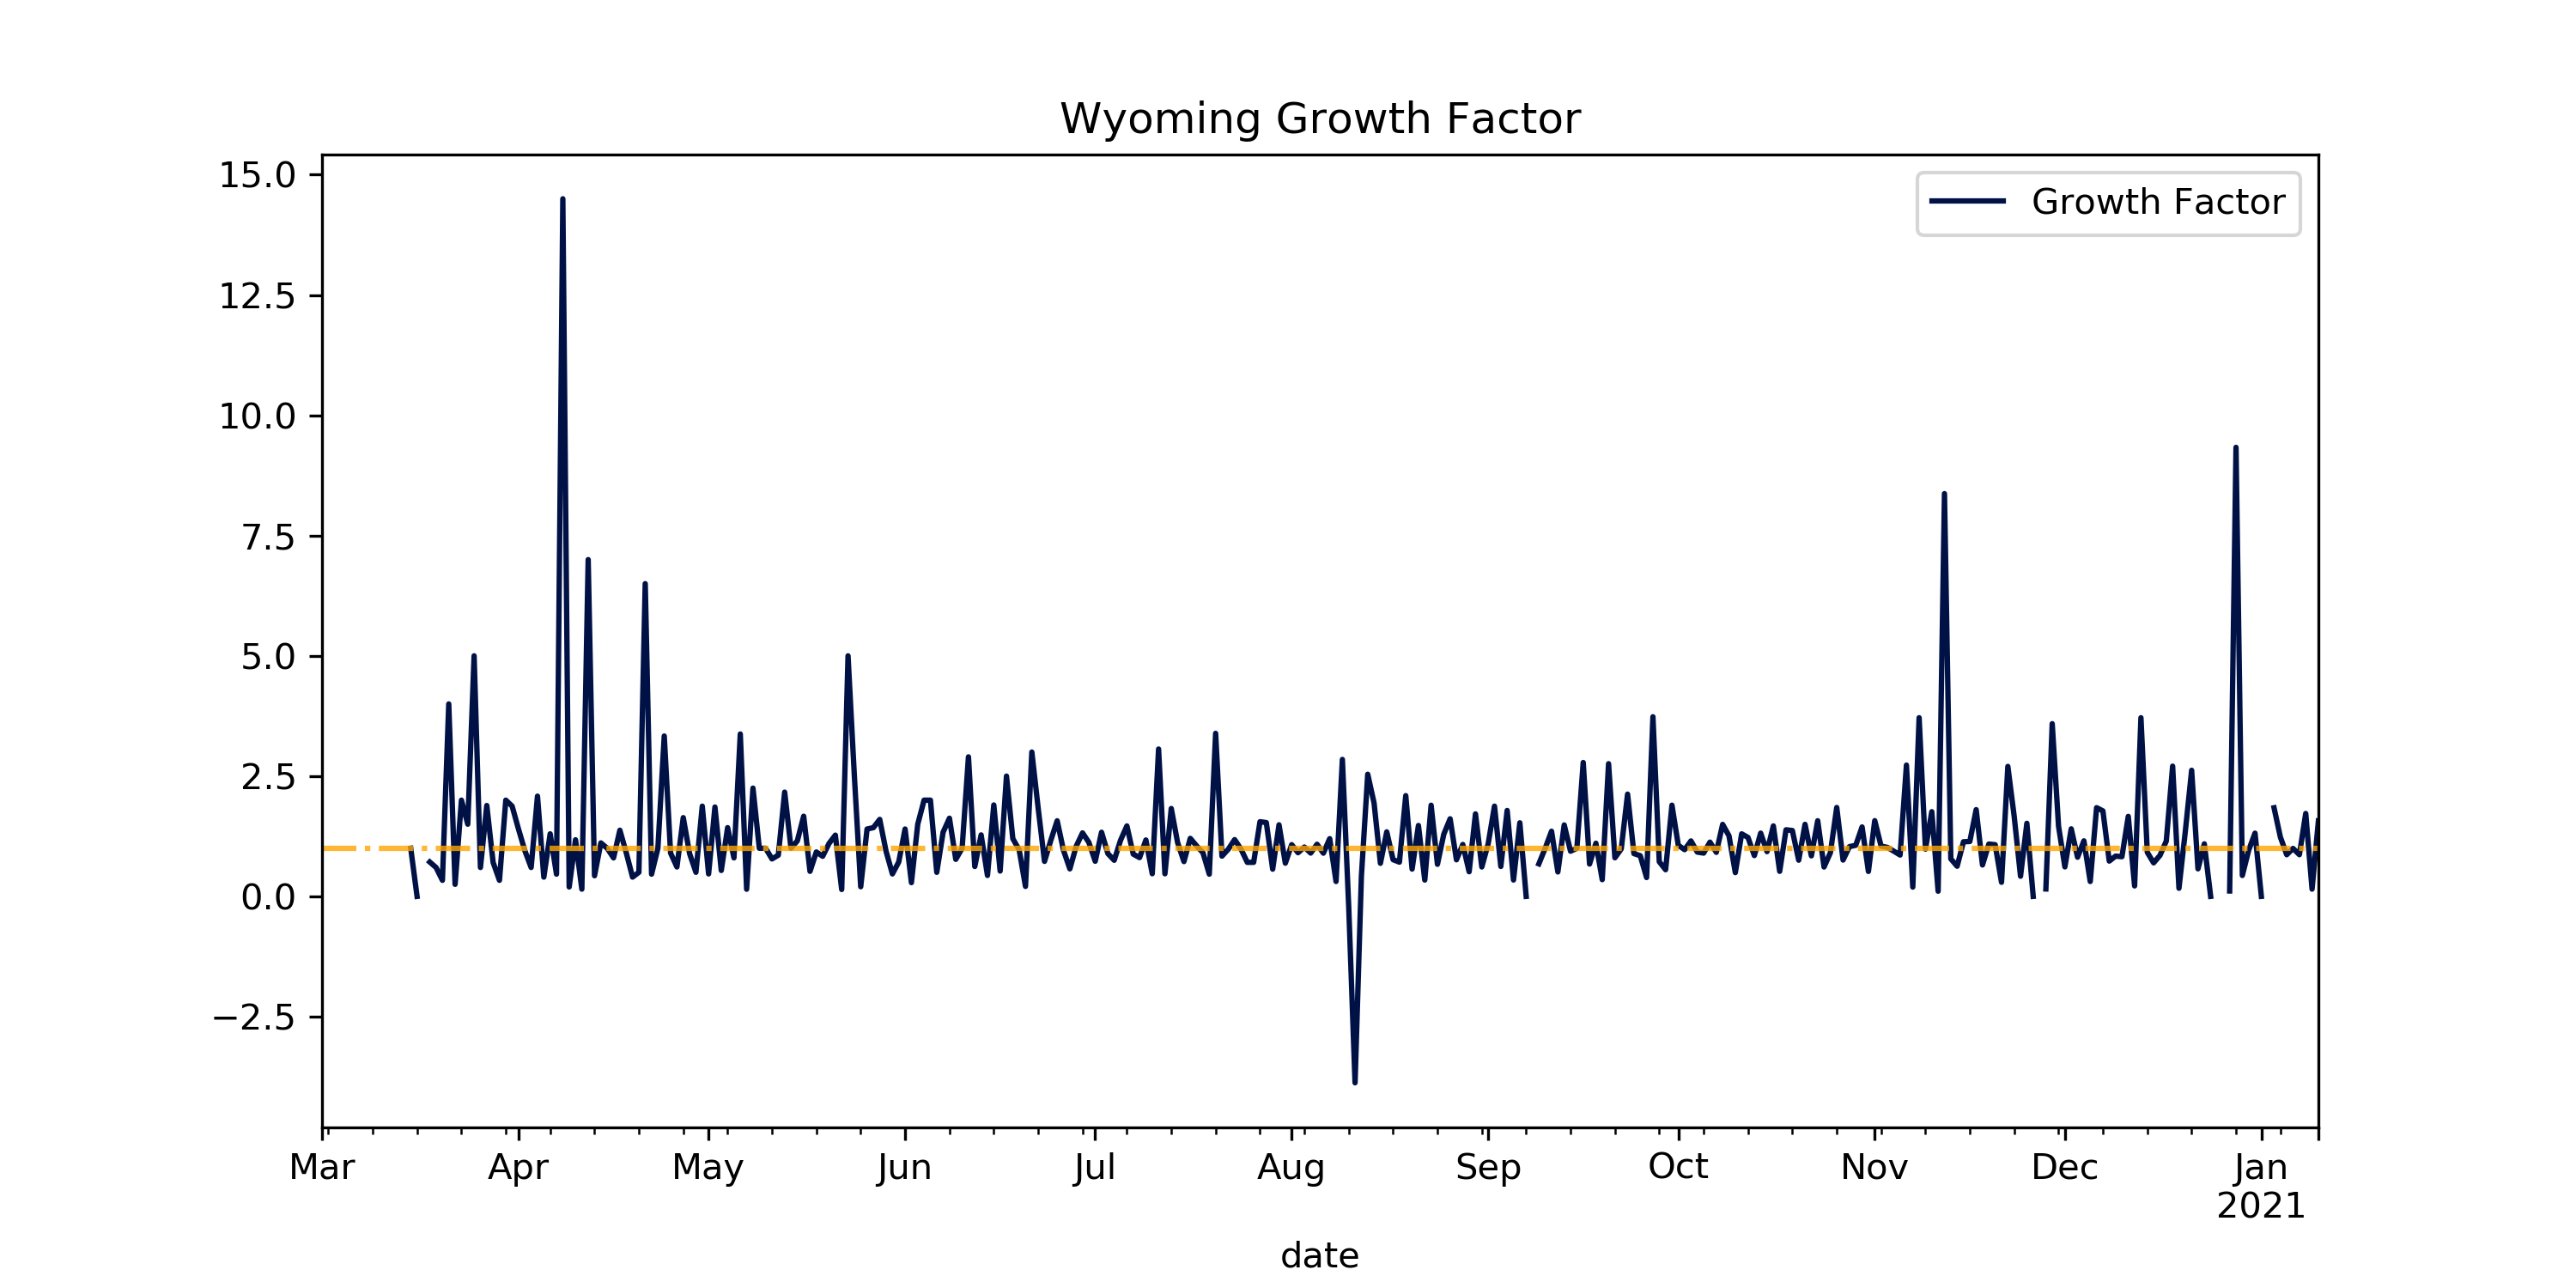 Wyoming Growth Factor
Growth Factor
15.0
12.5
10.0
7.5
5.0
2.5
0.0
−2.5
Mar Apr May Jun Jul Aug Sep Oct Nov Dec Jan
2021
date